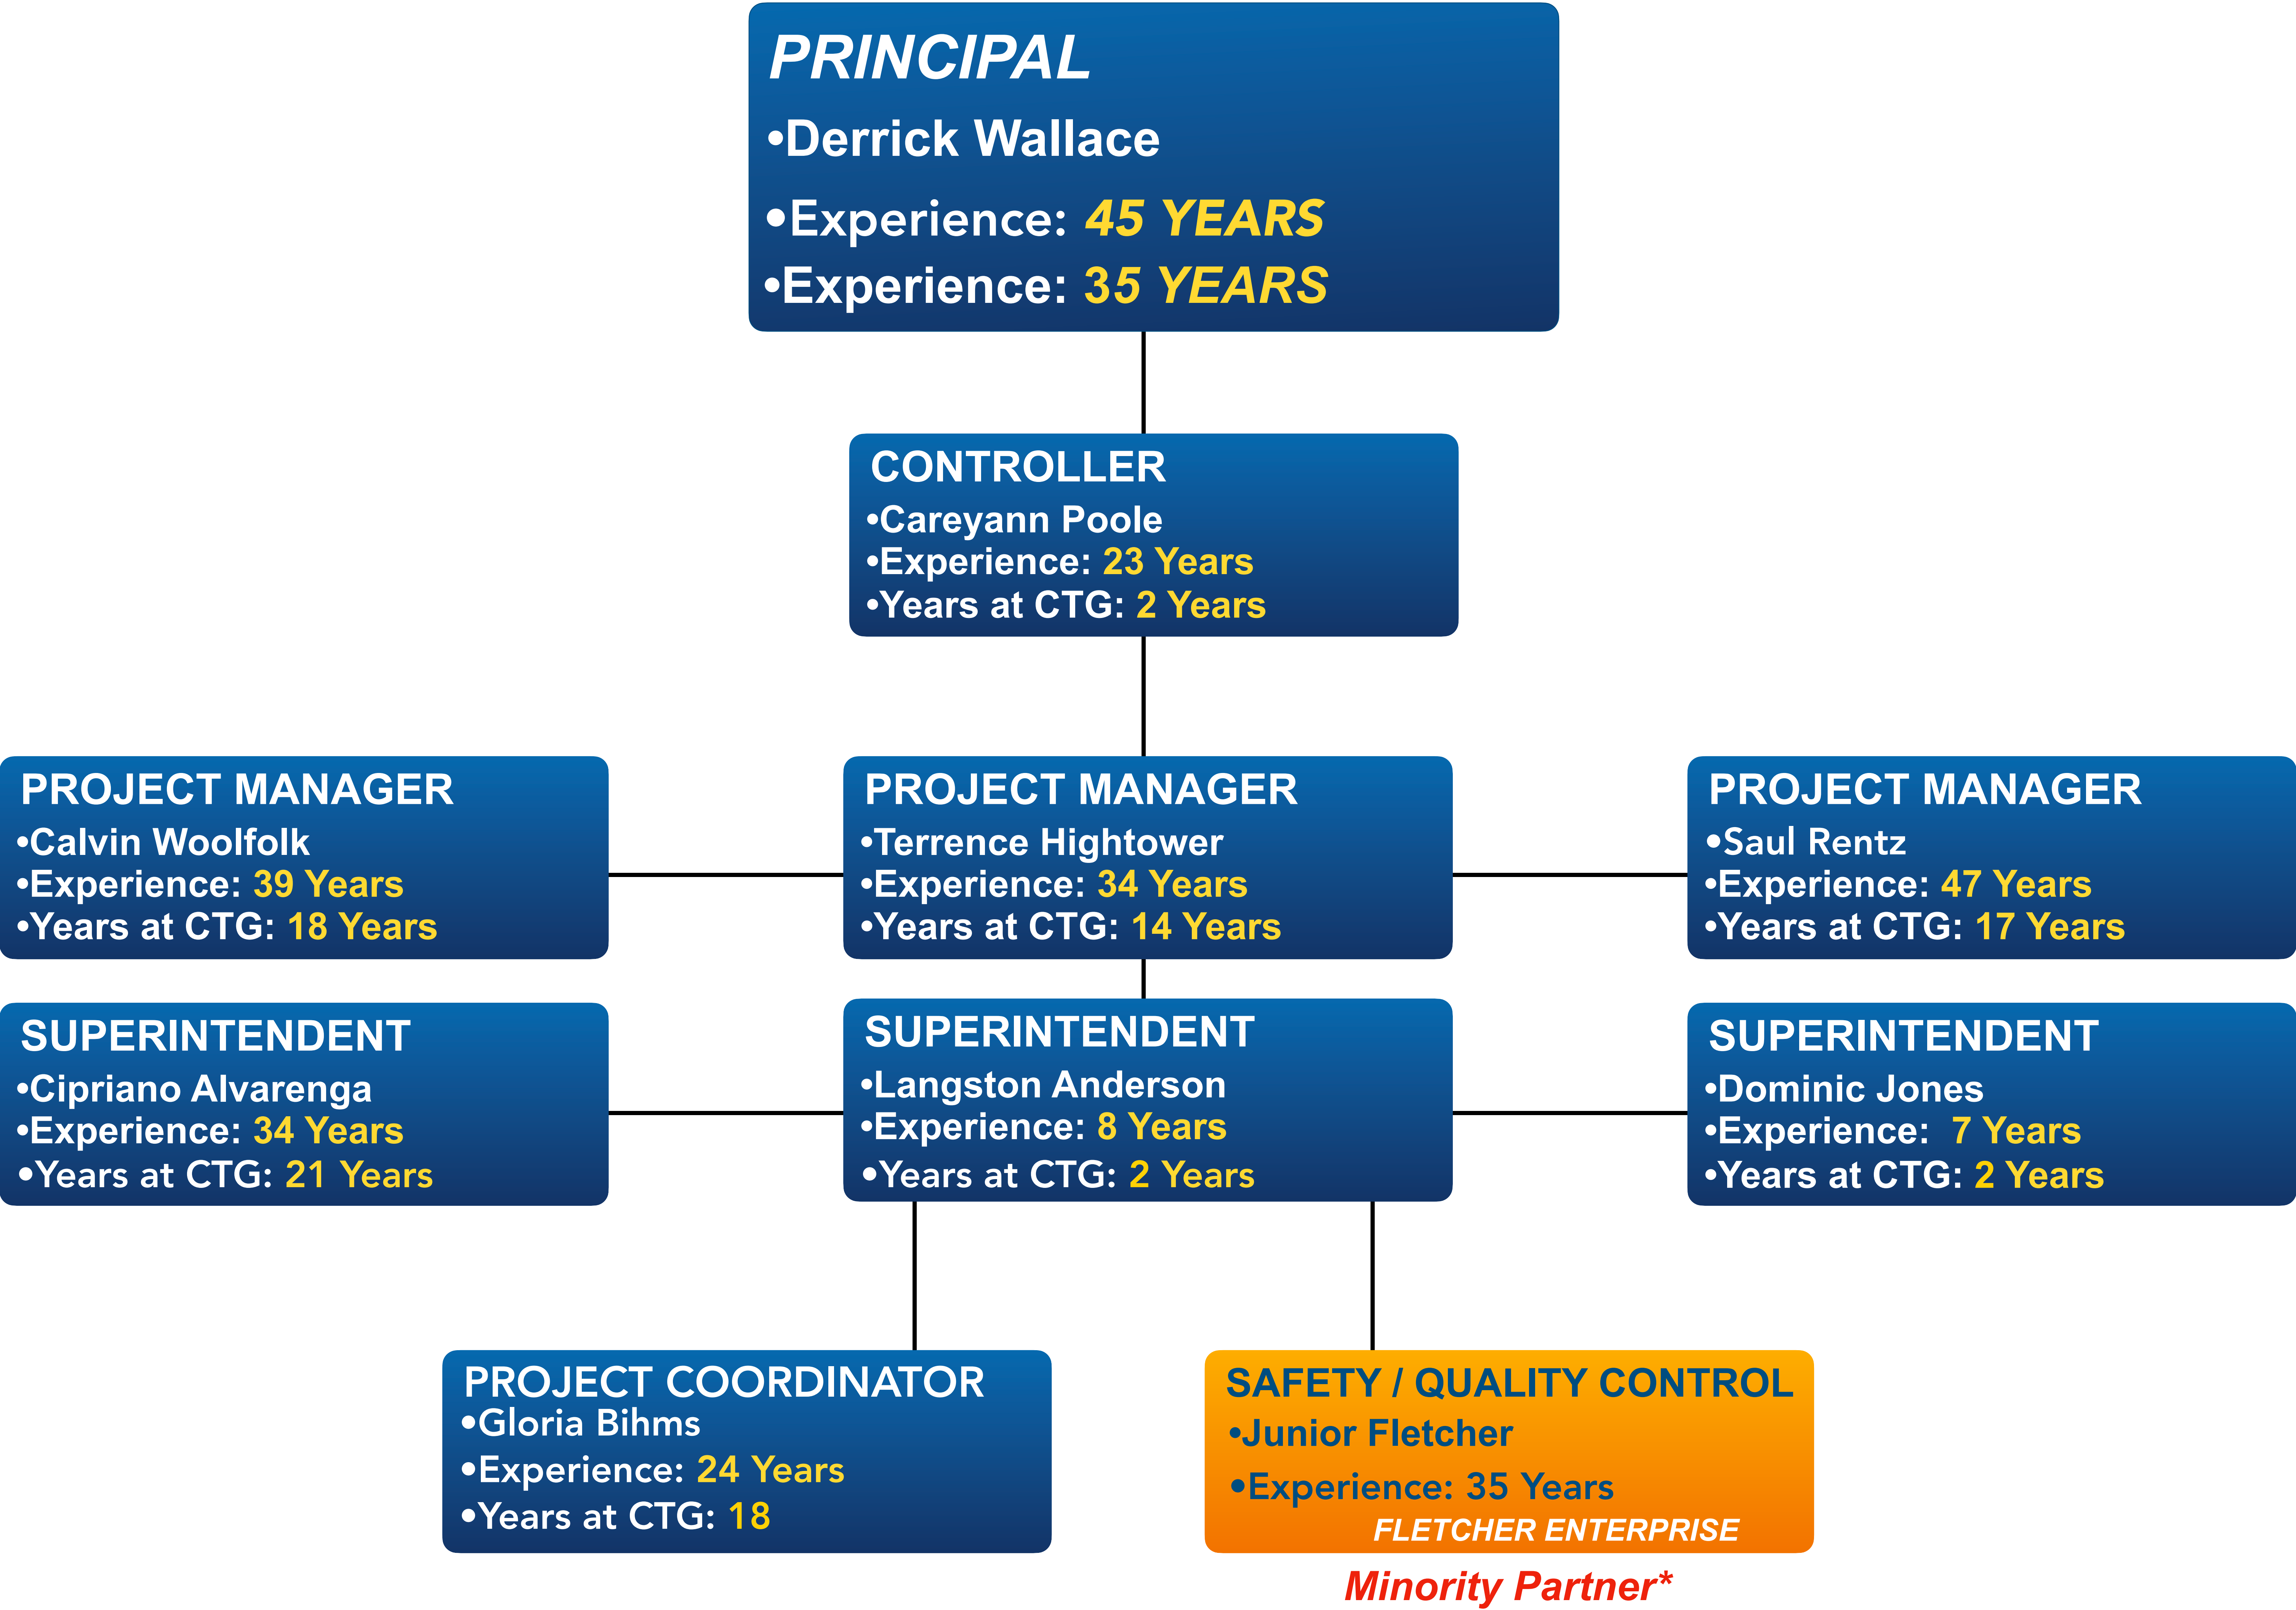 PRINCIPAL
•Derrick Wallace
•Experience: 45 YEARS
•Experience: 35 YEARS
CONTROLLER
•Careyann Poole
•Experience: 23 Years
•Years at CTG: 2 Years
PROJECT MANAGER
•Calvin Woolfolk
•Experience: 39 Years
•Years at CTG: 18 Years
PROJECT MANAGER
•Terrence Hightower
•Experience: 34 Years
•Years at CTG: 14 Years
PROJECT MANAGER
•Saul Rentz
•Experience: 47 Years
•Years at CTG: 17 Years
SUPERINTENDENT
•Cipriano Alvarenga
•Experience: 34 Years
•Years at CTG: 21 Years
SUPERINTENDENT
•Langston Anderson
•Experience: 8 Years
•Years at CTG: 2 Years
SUPERINTENDENT
•Dominic Jones
•Experience: 7 Years
•Years at CTG: 2 Years
PROJECT COORDINATOR
•Gloria Bihms
•Experience: 24 Years
•Years at CTG: 18
SAFETY / QUALITY CONTROL
•Junior Fletcher
•Experience: 35 Years
FLETCHER ENTERPRISE
Minority Partner*